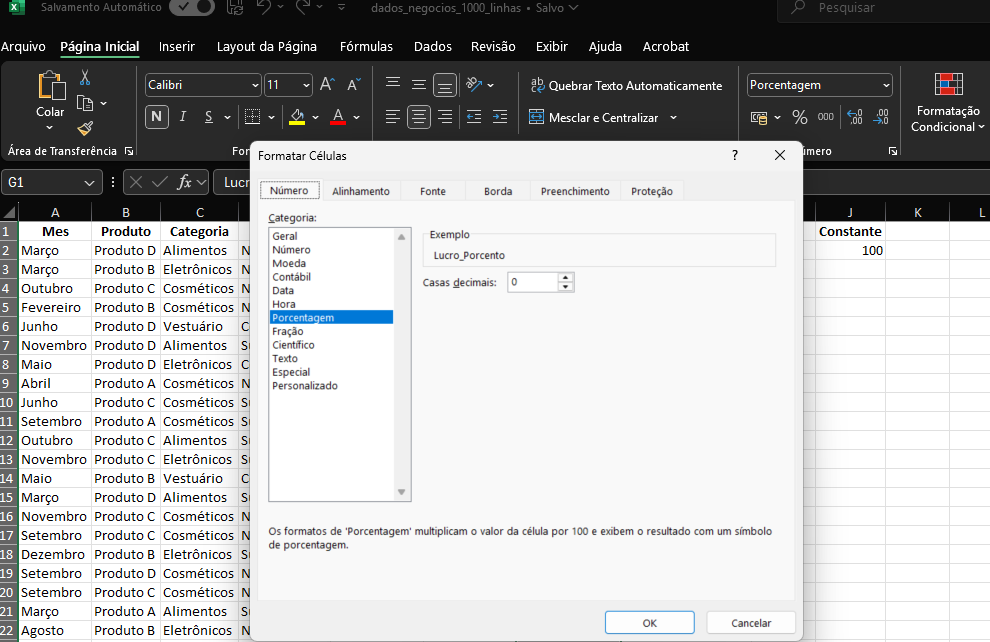 Salvamento Automático dados_negocios_1000_linhas • Salvo Pesquisar
Arquivo Página Inicial Inserir Layout da Página Fórmulas Dados Revisão Exibir Ajuda Acrobat
Colar
Área de Transferência
Calibri 11
N I S
A A
A
For
ab Quebrar Texto Automaticamente
Mesclar e Centralizar
Porcentagem
% 000
úmero
Formatação
Condicional
G1 fx Lucr
Formatar Células ?
Número Alinhamento Fonte Borda Preenchimento Proteção
Categoria:
Geral
Número
Moeda
Contábil
Data
Hora
Porcentagem
Fração
Científico
Texto
Especial
Personalizado
Exemplo
Lucro_Porcento
Casas decimais: 0
Os formatos de 'Porcentagem' multiplicam o valor da célula por 100 e exibem o resultado com um símbolo
de porcentagem.
OK Cancelar
A B C J K L
1 Mes Produto Categoria Constante
2 Março Produto D Alimentos N 100
3 Março Produto B Eletrônicos N
4 Outubro Produto C Cosméticos N
5 Fevereiro Produto B Cosméticos N
6 Junho Produto D Vestuário C
7 Novembro Produto D Alimentos S
8 Maio Produto D Eletrônicos C
9 Abril Produto A Cosméticos N
10 Junho Produto C Cosméticos S
11 Setembro Produto A Cosméticos N
12 Outubro Produto C Alimentos S
13 Novembro Produto C Eletrônicos S
14 Maio Produto B Vestuário C
15 Março Produto D Alimentos S
16 Novembro Produto C Cosméticos N
17 Setembro Produto C Cosméticos N
18 Dezembro Produto B Eletrônicos S
19 Setembro Produto D Cosméticos N
20 Setembro Produto C Cosméticos N
21 Março Produto A Alimentos S
22 Agosto Produto B Eletrônicos N